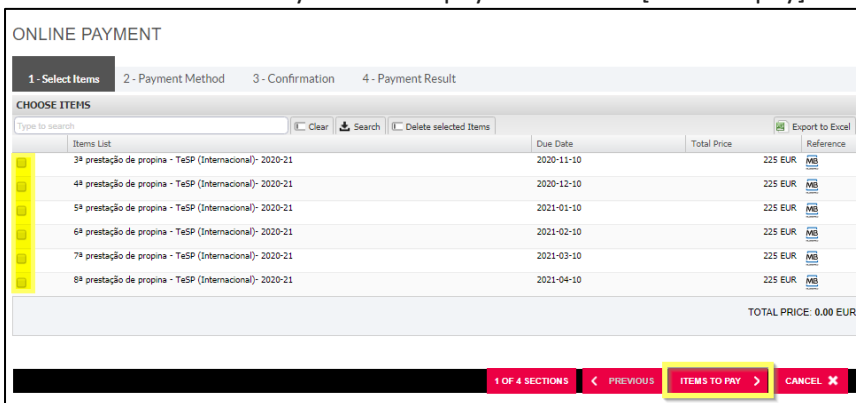 ONLINE PAYMENT
1 - Select Items 2 - Payment Method 3 - Confirmation 4 - Payment Result
CHOOSE ITEMS
Type to search Clear Search Delete selected Items Export to Excel
Items List Due Date Total Price Reference
3ª prestação de propina - TeSP (Internacional)- 2020-21 2020-11-10 225 EUR MB
4ª prestação de propina - TeSP (Internacional)- 2020-21 2020-12-10 225 EUR MB
5ª prestação de propina - TeSP (Internacional)- 2020-21 2021-01-10 225 EUR MB
6ª prestação de propina - TeSP (Internacional)- 2020-21 2021-02-10 225 EUR MB
7ª prestação de propina - TeSP (Internacional)- 2020-21 2021-03-10 225 EUR MB
8ª prestação de propina - TeSP (Internacional)- 2020-21 2021-04-10 225 EUR MB
TOTAL PRICE: 0.00 EUR
1 OF 4 SECTIONS PREVIOUS ITEMS TO PAY CANCEL